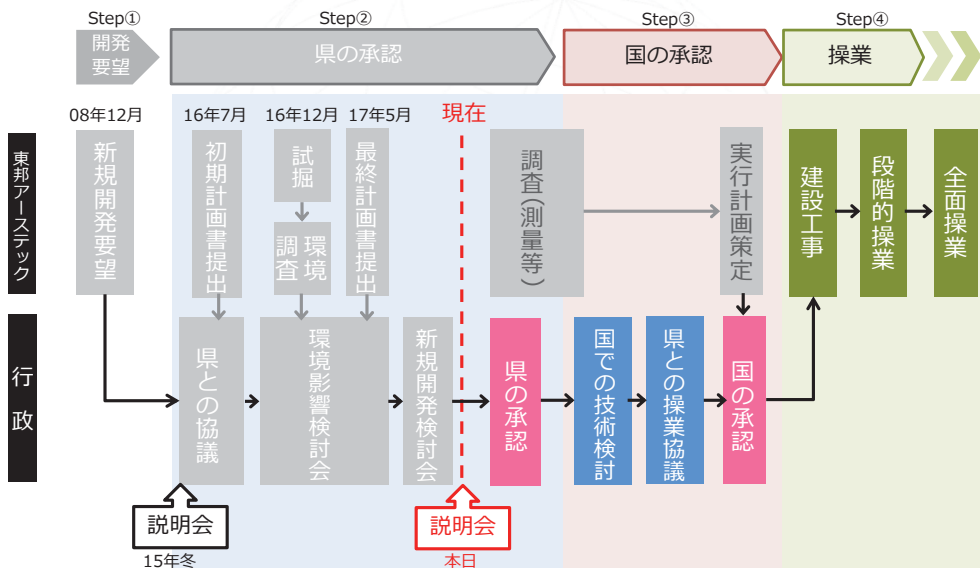 Step①
Step②
Step③
Step④
開発
要望
県の承認
国の承認
操業
08年12月
16年7月
16年12月
17年5月
現在
東邦アーステック
新規開発要望
初期計画書提出
試掘
環境
調査
最終計画書提出
調査(測量等)
実行計画策定
建設工事
段階的操業
全面操業
行政
県との協議
環境影響検討会
新規開発検討会
県の承認
国での技術検討
県との操業協議
国の承認
説明会
15年冬
説明会
本日